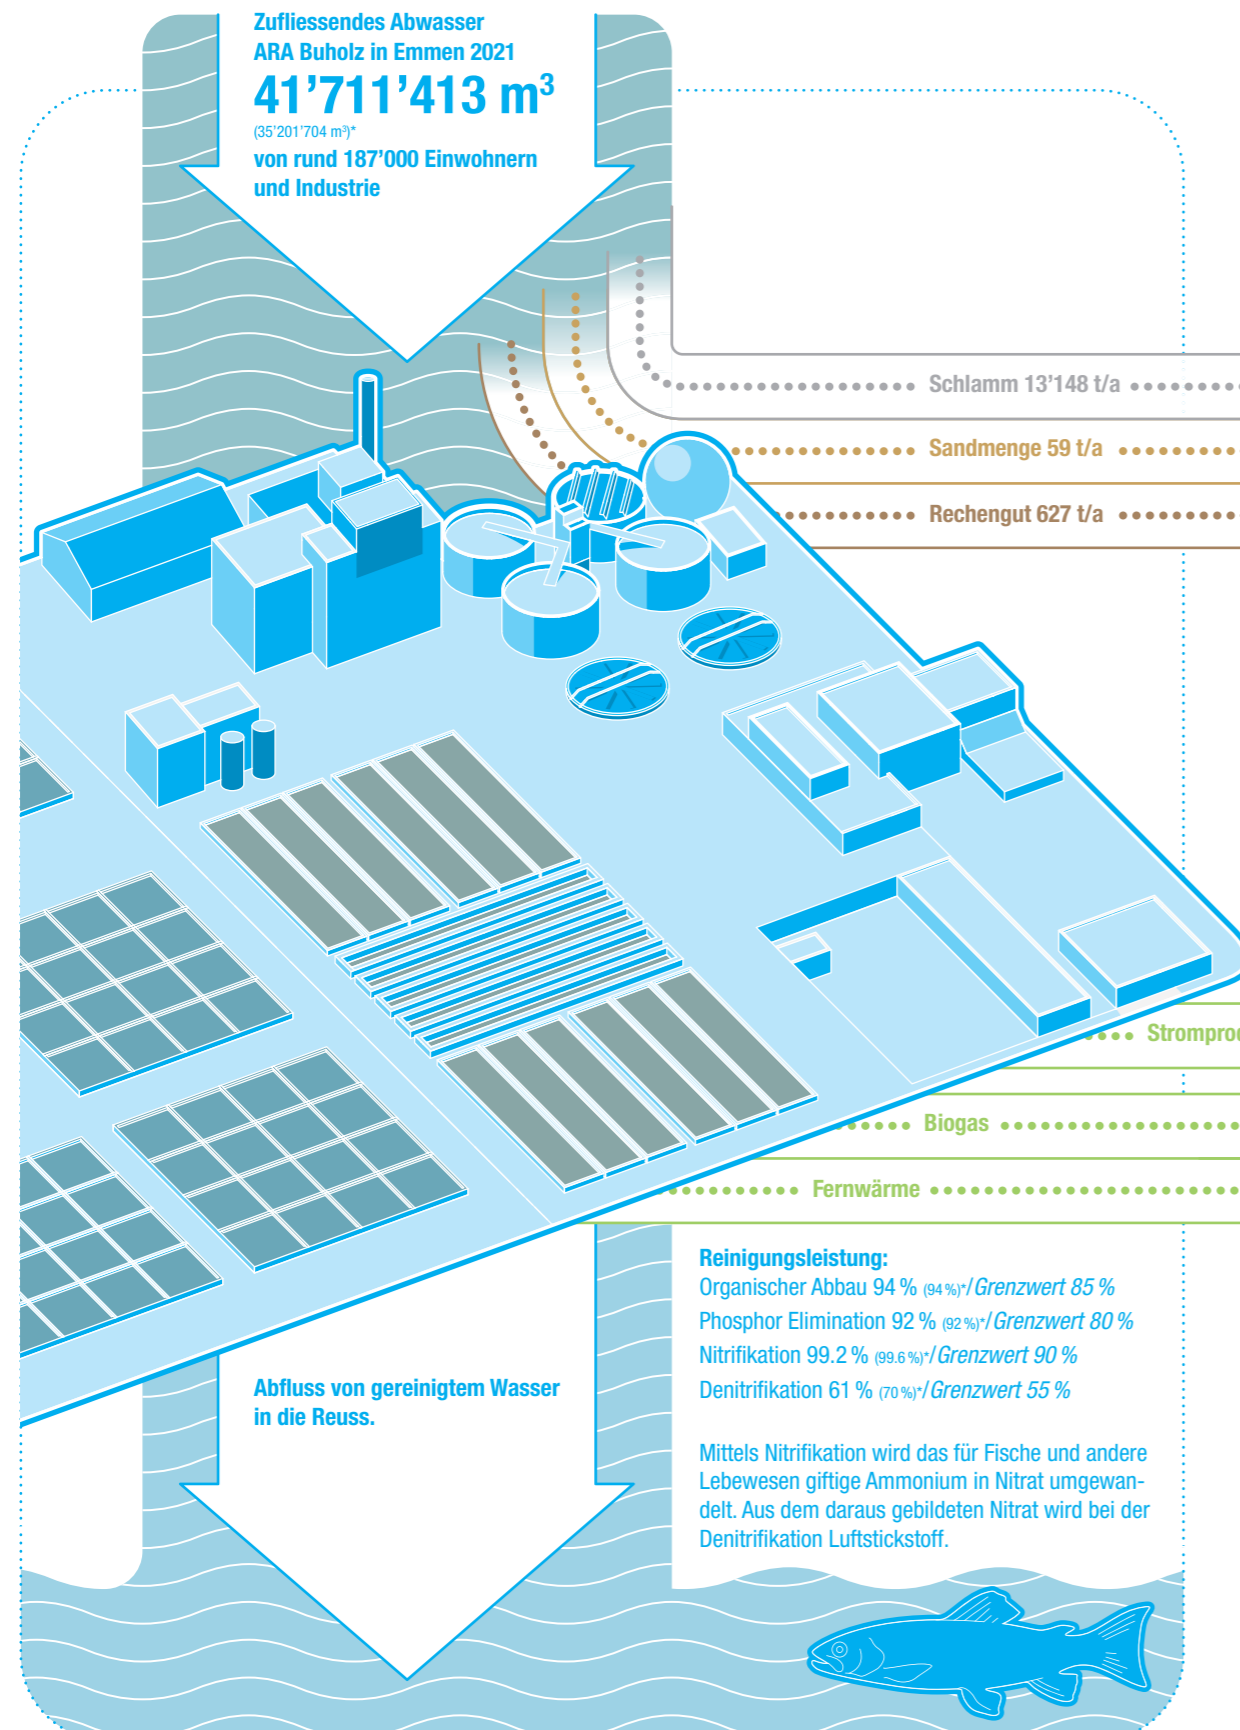 Zufliessendes Abwasser
ARA Buholz in Emmen 2021
41’711’413 m³
(35’201’704 m³)*
von rund 187’000 Einwohnern
und Industrie
Schlamm 13’148 t/a
Sandmenge 59 t/a
Rechengut 627 t/a
Biogas
Fernwärme
Reinigungsleistung:
Organischer Abbau 94 % (94 %)*/Grenzwert 85 %
Phosphor Elimination 92 % (92 %)*/Grenzwert 80 %
Nitrifikation 99.2 % (99.6 %)*/Grenzwert 90 %
Denitrifikation 61 % (70 %)*/Grenzwert 55 %
Abfluss von gereinigtem Wasser
in die Reuss.
Mittels Nitrifikation wird das für Fische und andere
Lebewesen giftige Ammonium in Nitrat umgewan-
delt. Aus dem daraus gebildeten Nitrat wird bei der
Denitrifikation Luftstickstoff.